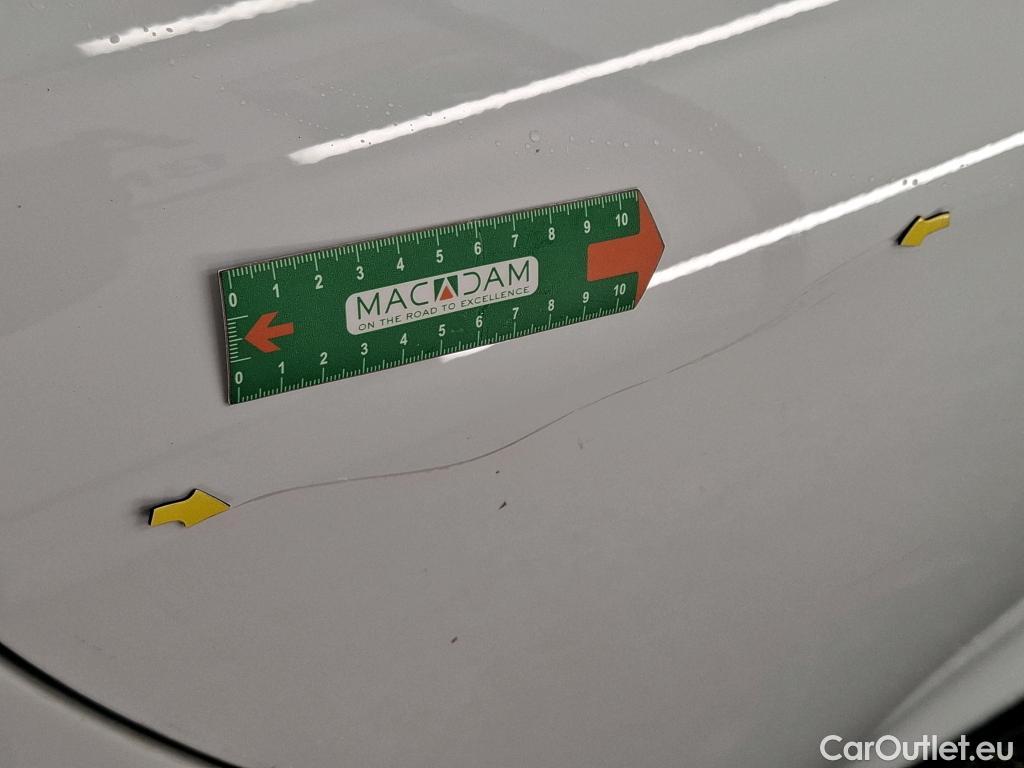 0 1 2 3 4 5 6 7 8 9 10
MACADAM
ON THE ROAD TO EXCELLENCE
0 1 2 3 4 5 6 7 8 9 10
CarOutlet.eu